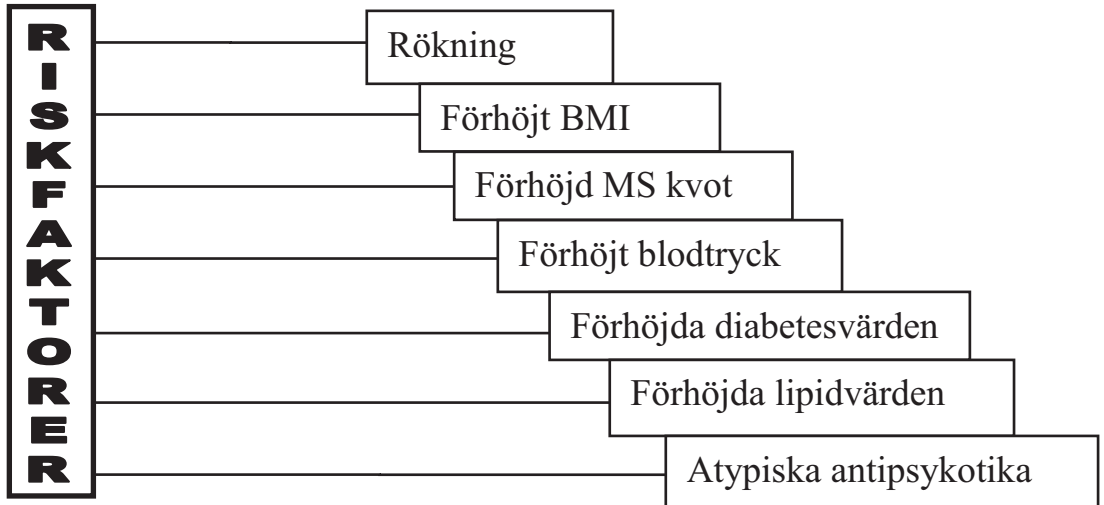 RISKFAKTORER
Rökning
Förhöjt BMI
Förhöjd MS kvot
Förhöjt blodtryck
Förhöjda diabetesvärden
Förhöjda lipidvärden
Atypiska antipsykotika